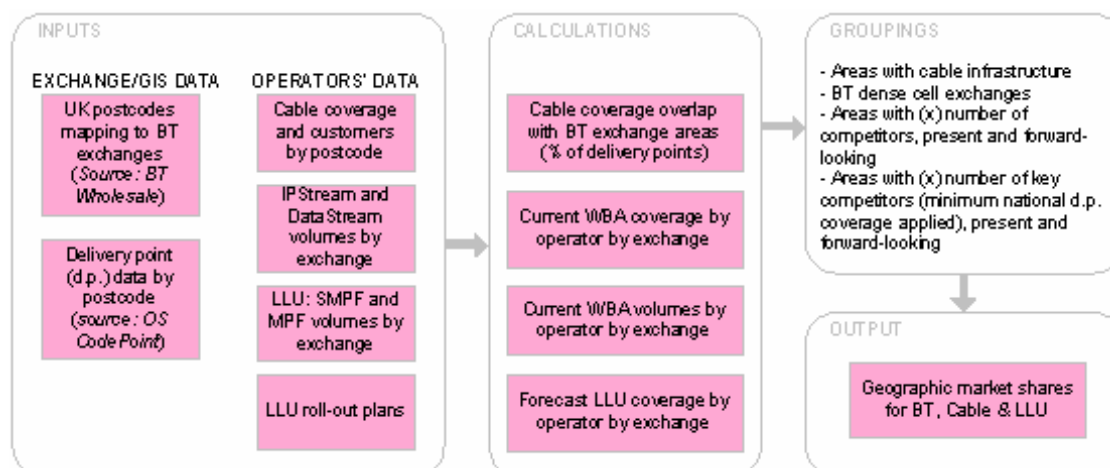 INPUTS
EXCHANGE/GIS DATA
UK postcodes
mapping to BT
exchanges
(Source: BT
Wholesale)
Delivery point
(d.p.) data by
postcode
(source: OS
CodePoint)
OPERATORS' DATA
Cable coverage
and customers
by postcode
IPStream and
DataStream
volumes by
exchange
LLU: SMPF and
MPF volumes by
exchange
LLU roll-out plans
CALCULATIONS
Cable coverage overlap
with BT exchange areas
(% of delivery points)
Current WBA coverage by
operator by exchange
Current WBA volumes by
operator by exchange
Forecast LLU coverage by
operator by exchange
GROUPINGS
- Areas with cable infrastructure
- BT dense cell exchanges
- Areas with (x) number of
competitors, present and forward-
looking
- Areas with (x) number of key
competitors (minimum national d.p.
coverage applied), present and
forward-looking
OUTPUT
Geographic market shares
for BT, Cable & LLU